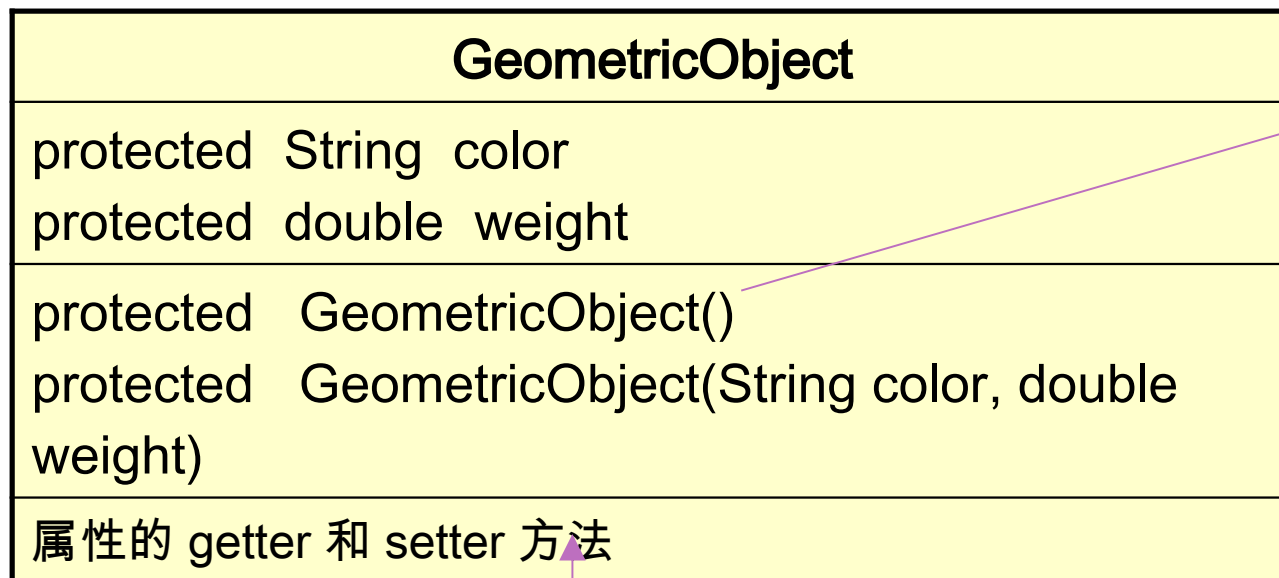 GeometricObject
protected  String  color
protected  double  weight
protected   GeometricObject()
protected   GeometricObject(String color, double
weight)
属性的 getter 和 setter 方法